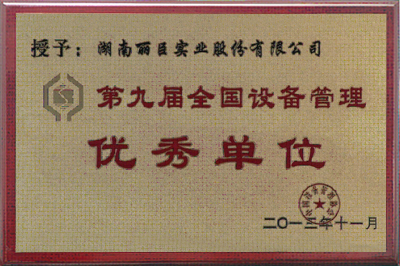 授予：湖南丽臣实业股份有限公司
第九届全国设备管理
优秀单位
二〇一三年十一月